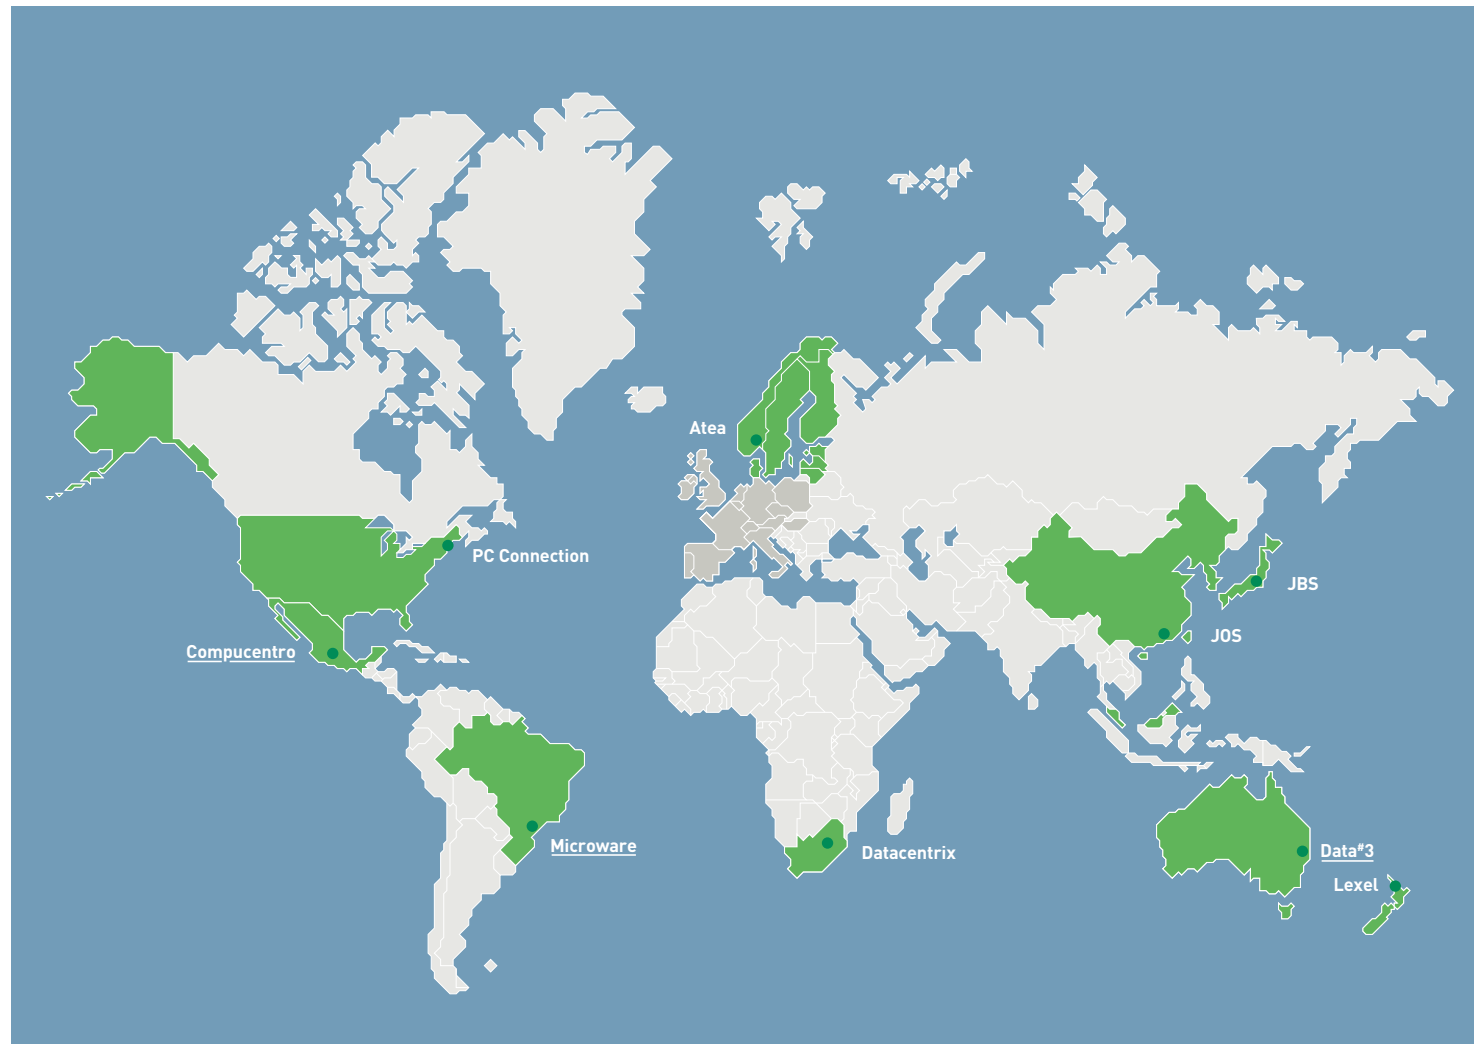 Atea
PC Connection
JBS
JOS
Compucentro
Microware
Datacentrix
Data#3
Lexel